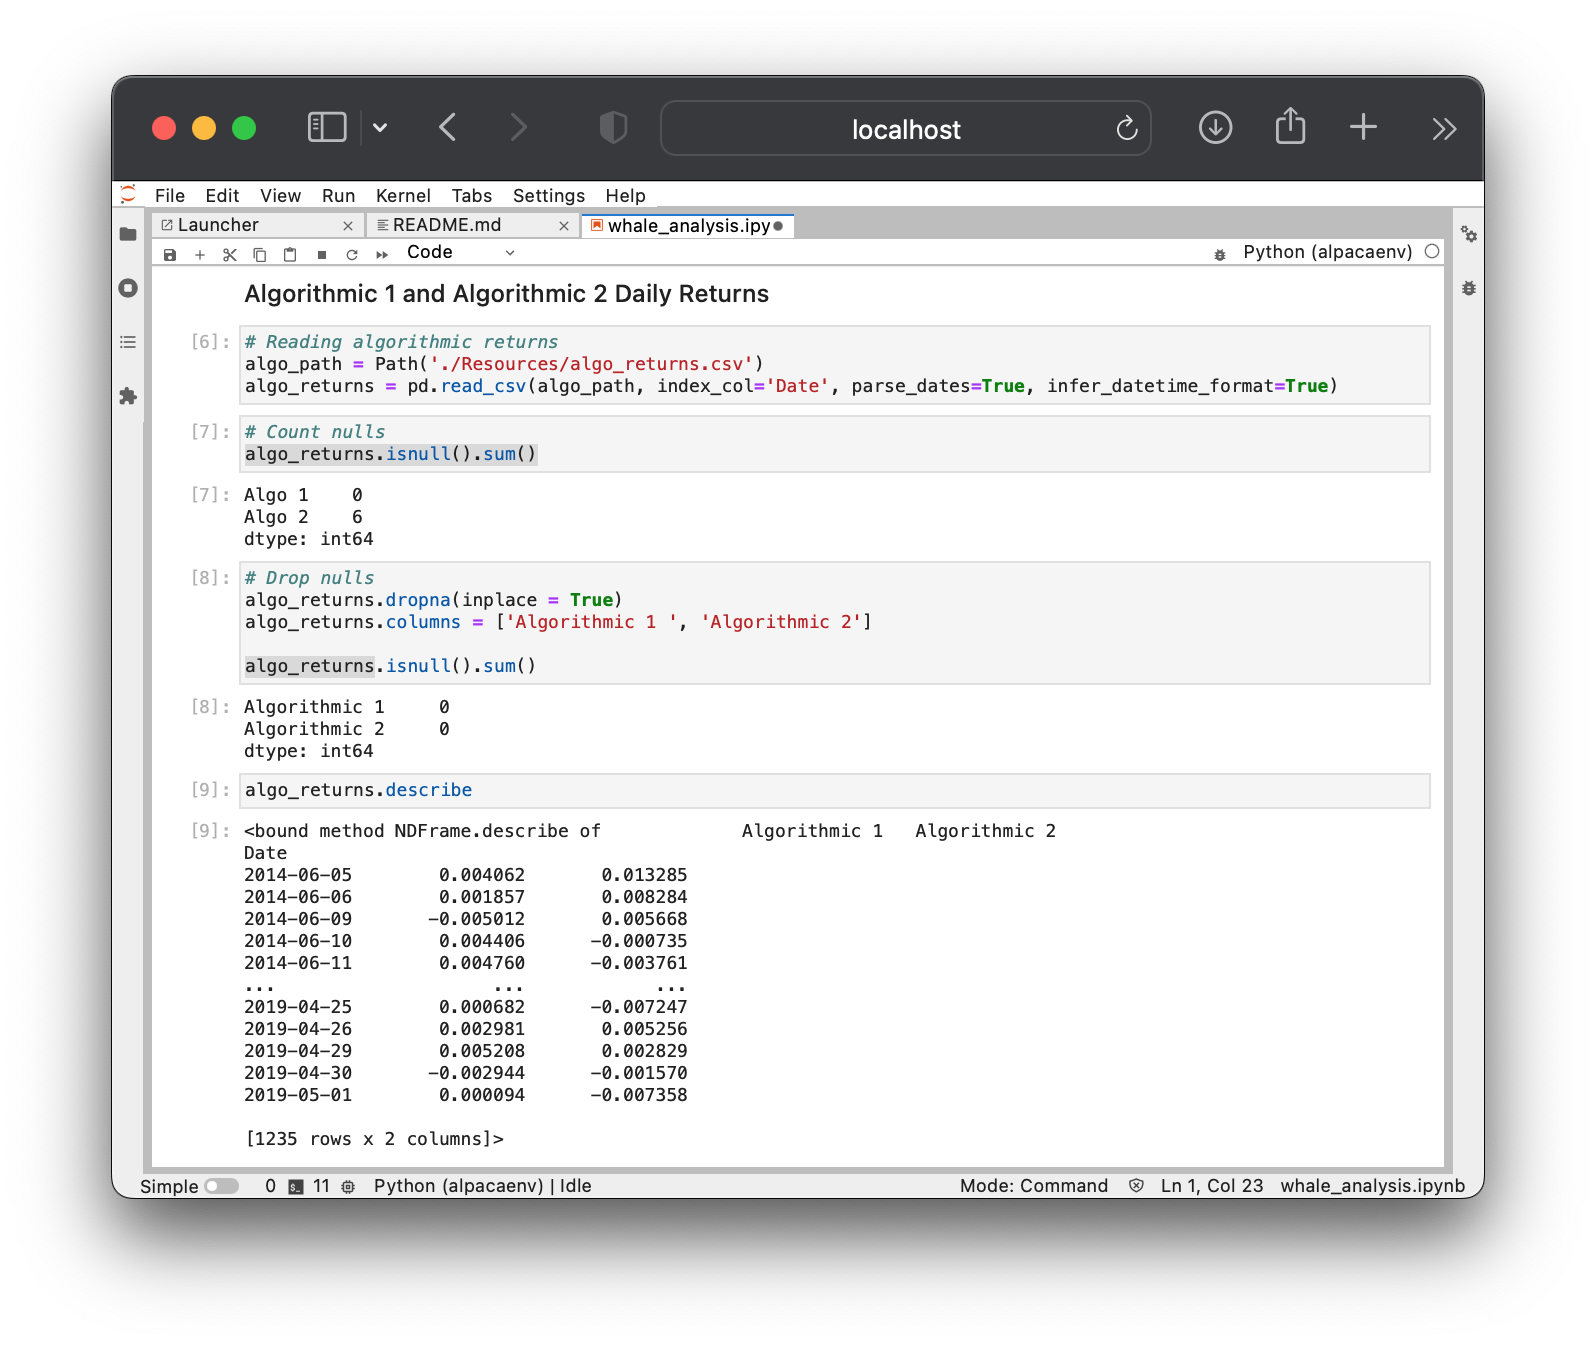 localhost
File Edit View Run Kernel Tabs Settings Help
Launcher README.md whale_analysis.ipy
Code Python (alpacaenv)
Algorithmic 1 and Algorithmic 2 Daily Returns
[6]: # Reading algorithmic returns
algo_path = Path('./Resources/algo_returns.csv')
algo_returns = pd.read_csv(algo_path, index_col='Date', parse_dates=True, infer_datetime_format=True)
[7]: # Count nulls
algo_returns.isnull().sum()
[7]: Algo 1    0
Algo 2    6
dtype: int64
[8]: # Drop nulls
algo_returns.dropna(inplace = True)
algo_returns.columns = ['Algorithmic 1 ', 'Algorithmic 2']
algo_returns.isnull().sum()
[8]: Algorithmic 1     0
Algorithmic 2     0
dtype: int64
[9]: algo_returns.describe
[9]: <bound method NDFrame.describe of             Algorithmic 1   Algorithmic 2
Date
2014-06-05        0.004062       0.013285
2014-06-06        0.001857       0.008284
2014-06-09       -0.005012       0.005668
2014-06-10        0.004406      -0.000735
2014-06-11        0.004760      -0.003761
...                    ...            ...
2019-04-25        0.000682      -0.007247
2019-04-26        0.002981       0.005256
2019-04-29        0.005208       0.002829
2019-04-30       -0.002944      -0.001570
2019-05-01        0.000094      -0.007358
[1235 rows x 2 columns]>
Simple 0 11 Python (alpacaenv) | Idle Mode: Command Ln 1, Col 23 whale_analysis.ipynb